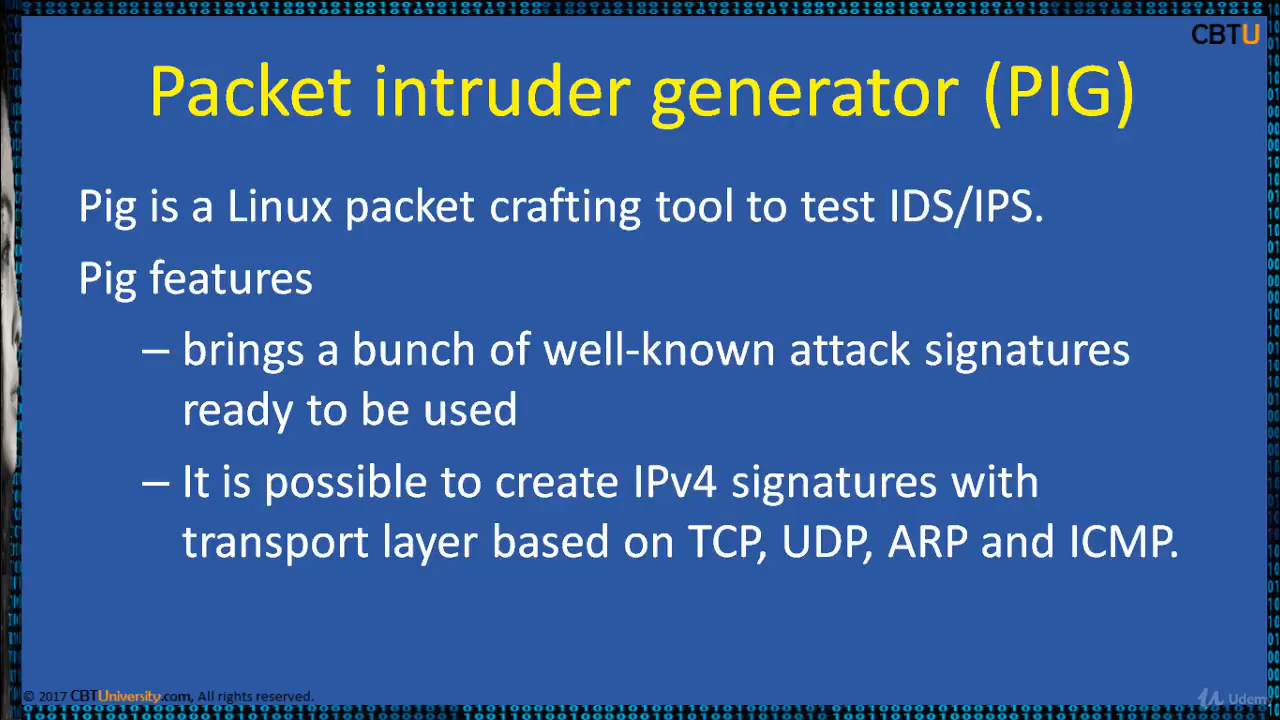 CBTU
Packet intruder generator (PIG)
Pig is a Linux packet crafting tool to test IDS/IPS.
Pig features
– brings a bunch of well-known attack signatures
ready to be used
– It is possible to create IPv4 signatures with
transport layer based on TCP, UDP, ARP and ICMP.
© 2017 CBTUniversity.com, All rights reserved.
Udemy